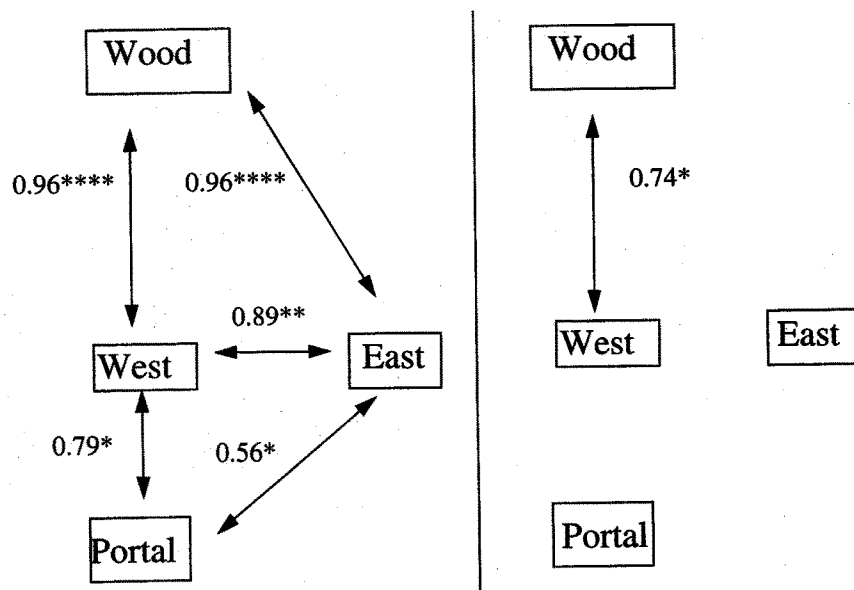 Wood
0.96****
0.96****
0.89**
West
East
0.79*
0.56*
Portal
Wood
0.74*
West
East
Portal